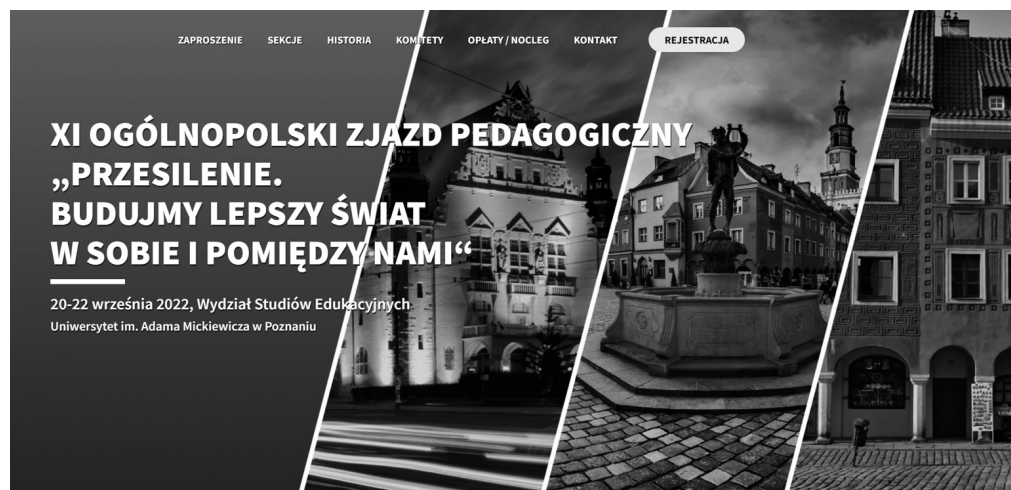 ZAPROSZENIE SEKCJE HISTORIA KOMITETY OPŁATY / NOCLEG KONTAKT REJESTRACJA
XI OGÓLNOPOLSKI ZJAZD PEDAGOGICZNY
„PRZESILENIE.
BUDUJMY LEPSZY ŚWIAT
W SOBIE I POMIĘDZY NAMI“
20-22 września 2022, Wydział Studiów Edukacyjnych
Uniwersytet im. Adama Mickiewicza w Poznaniu